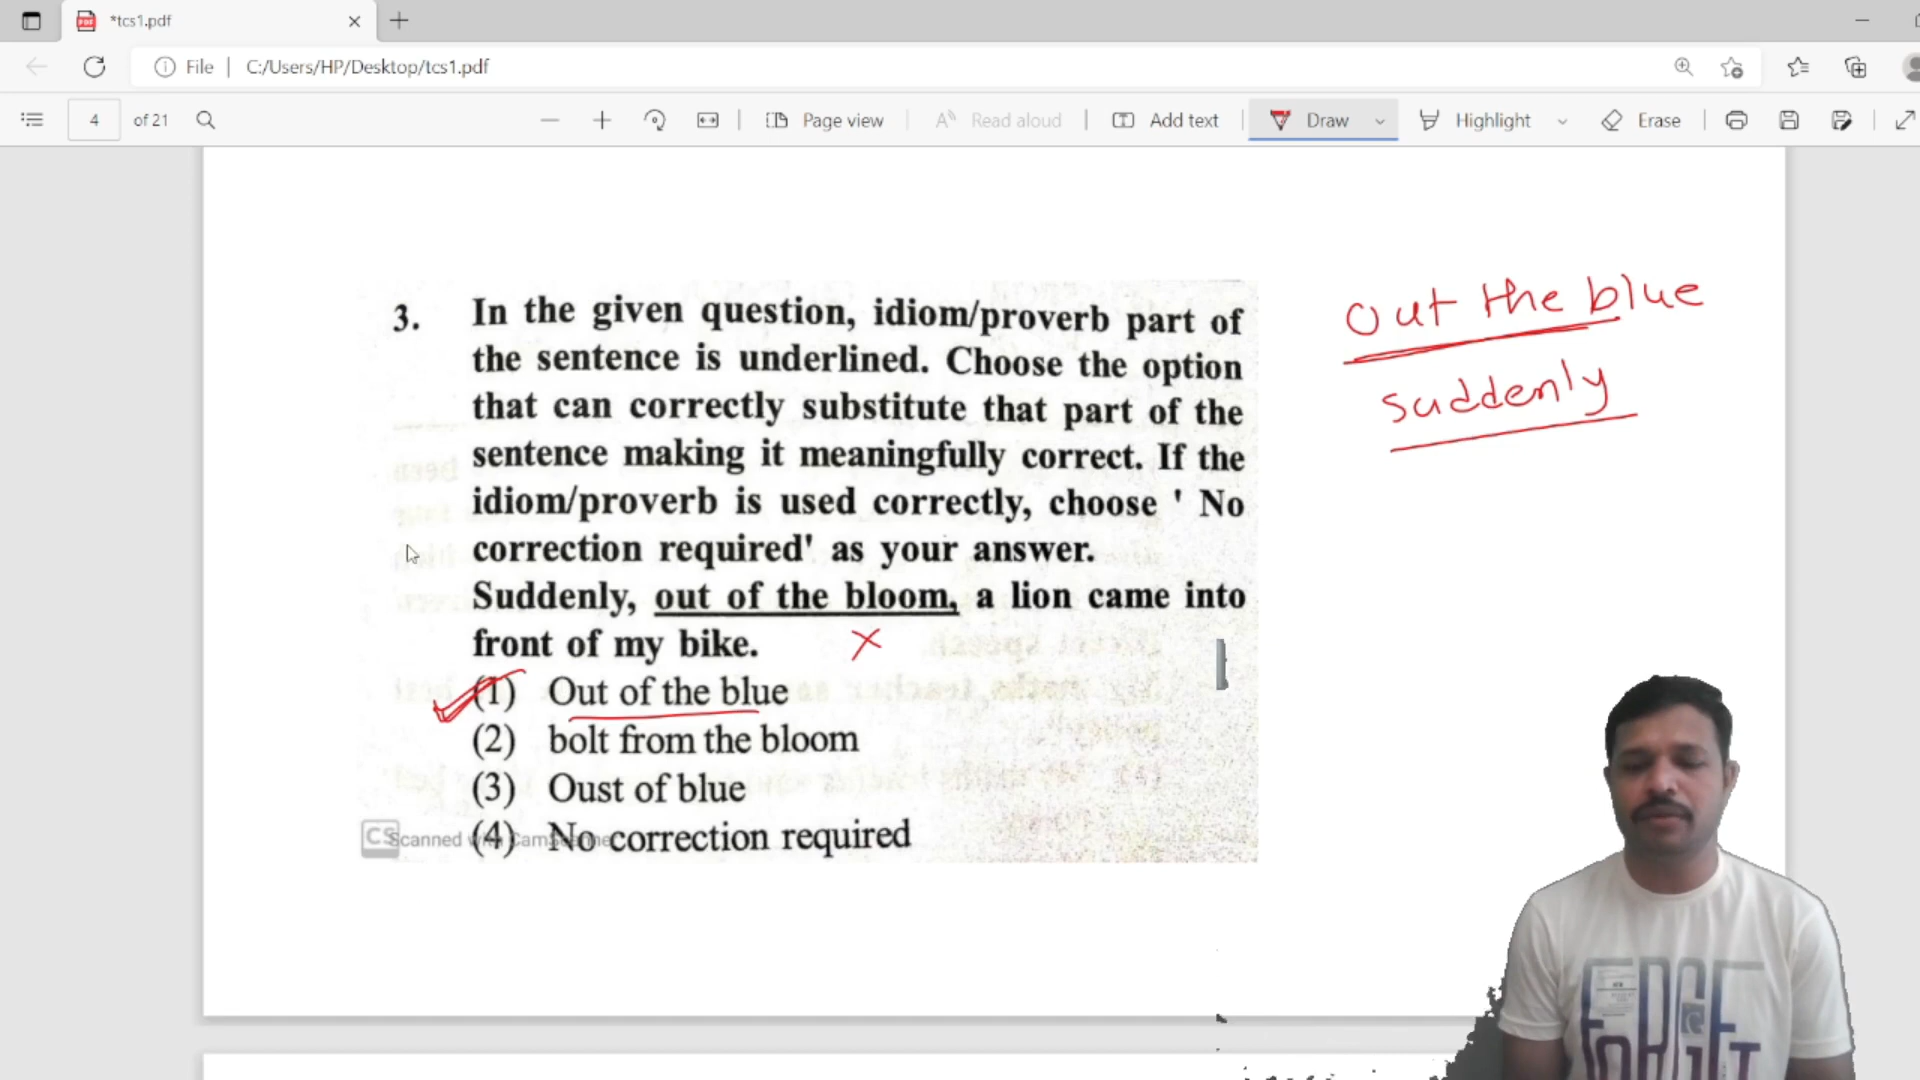 *tcs1.pdf
File C:/Users/HP/Desktop/tcs1.pdf
4 of 21 Page view Read aloud Add text Draw Highlight Erase
3. In the given question, idiom/proverb part of
the sentence is underlined. Choose the option
that can correctly substitute that part of the
sentence making it meaningfully correct. If the
idiom/proverb is used correctly, choose ' No
correction required' as your answer.
Suddenly, out of the bloom, a lion came into
front of my bike.
(1) Out of the blue
(2) bolt from the bloom
(3) Oust of blue
(4) No correction required
CS Scanned with CamScanner
out the blue
suddenly
FORGET